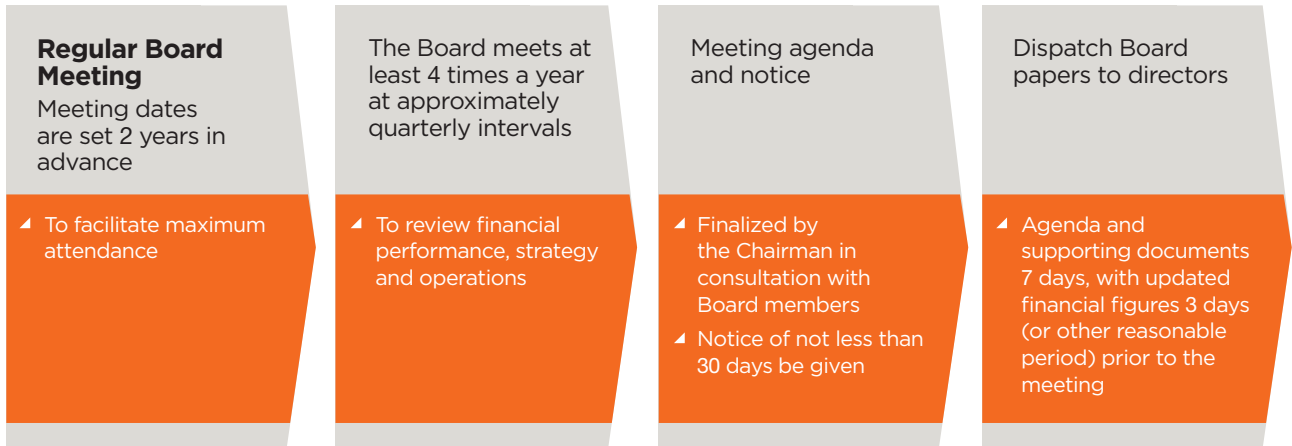 Regular Board
Meeting
Meeting dates
are set 2 years in
advance
To facilitate maximum
attendance
The Board meets at
least 4 times a year
at approximately
quarterly intervals
To review financial
performance, strategy
and operations
Meeting agenda
and notice
Finalized by
the Chairman in
consultation with
Board members
Notice of not less than
30 days be given
Dispatch Board
papers to directors
Agenda and
supporting documents
7 days, with updated
financial figures 3 days
(or other reasonable
period) prior to the
meeting